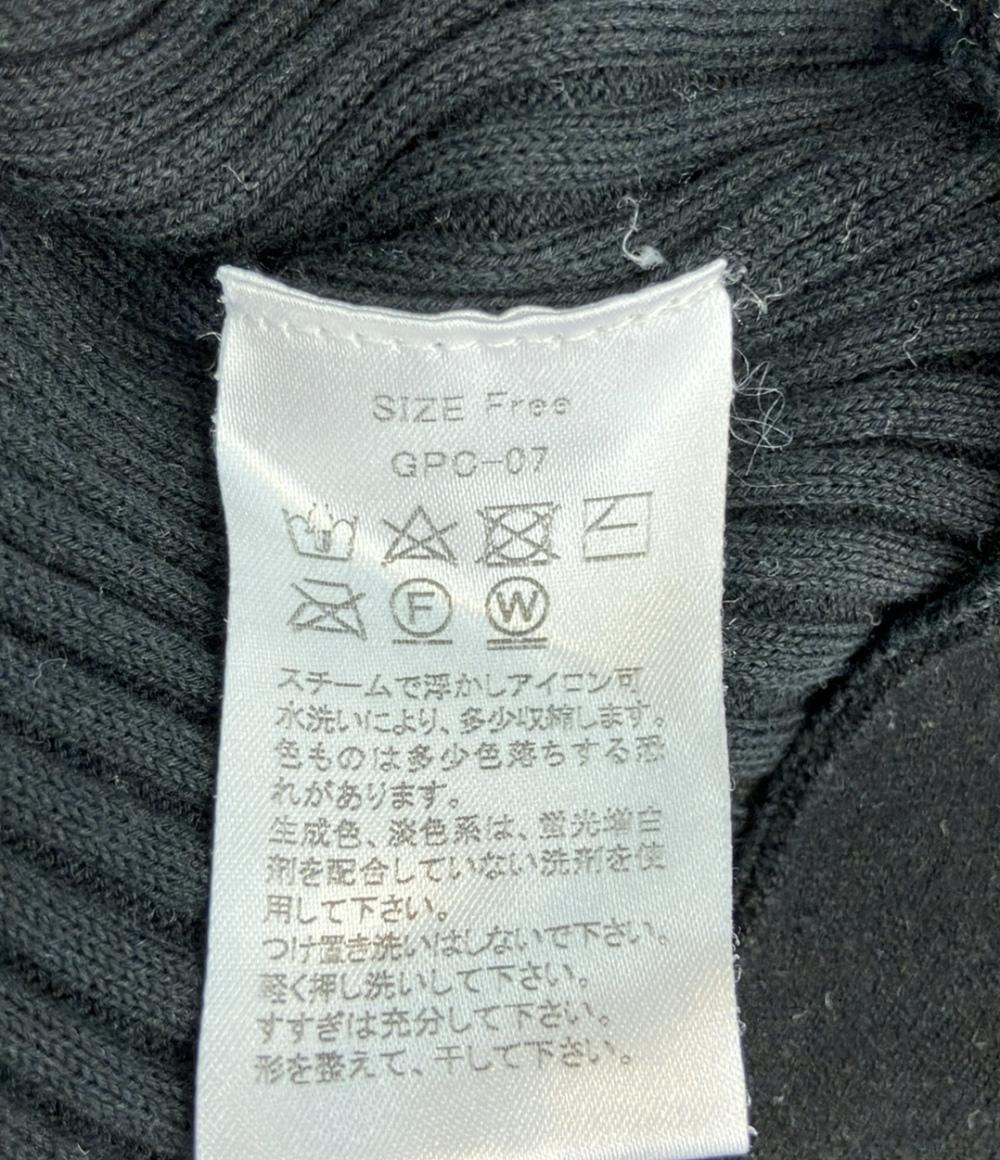 SIZE Free
GPC-07
F W
スチームで浮かしアイロン可
水洗いにより、多少収縮します。
色ものは多少色落ちする恐
れがあります。
生成色、淡色系は、蛍光増白
剤を配合していない洗剤を使
用して下さい。
つけ置き洗いはしないで下さい。
軽く押し洗いして下さい。
すすぎは充分して下さい。
形を整えて、干して下さい。